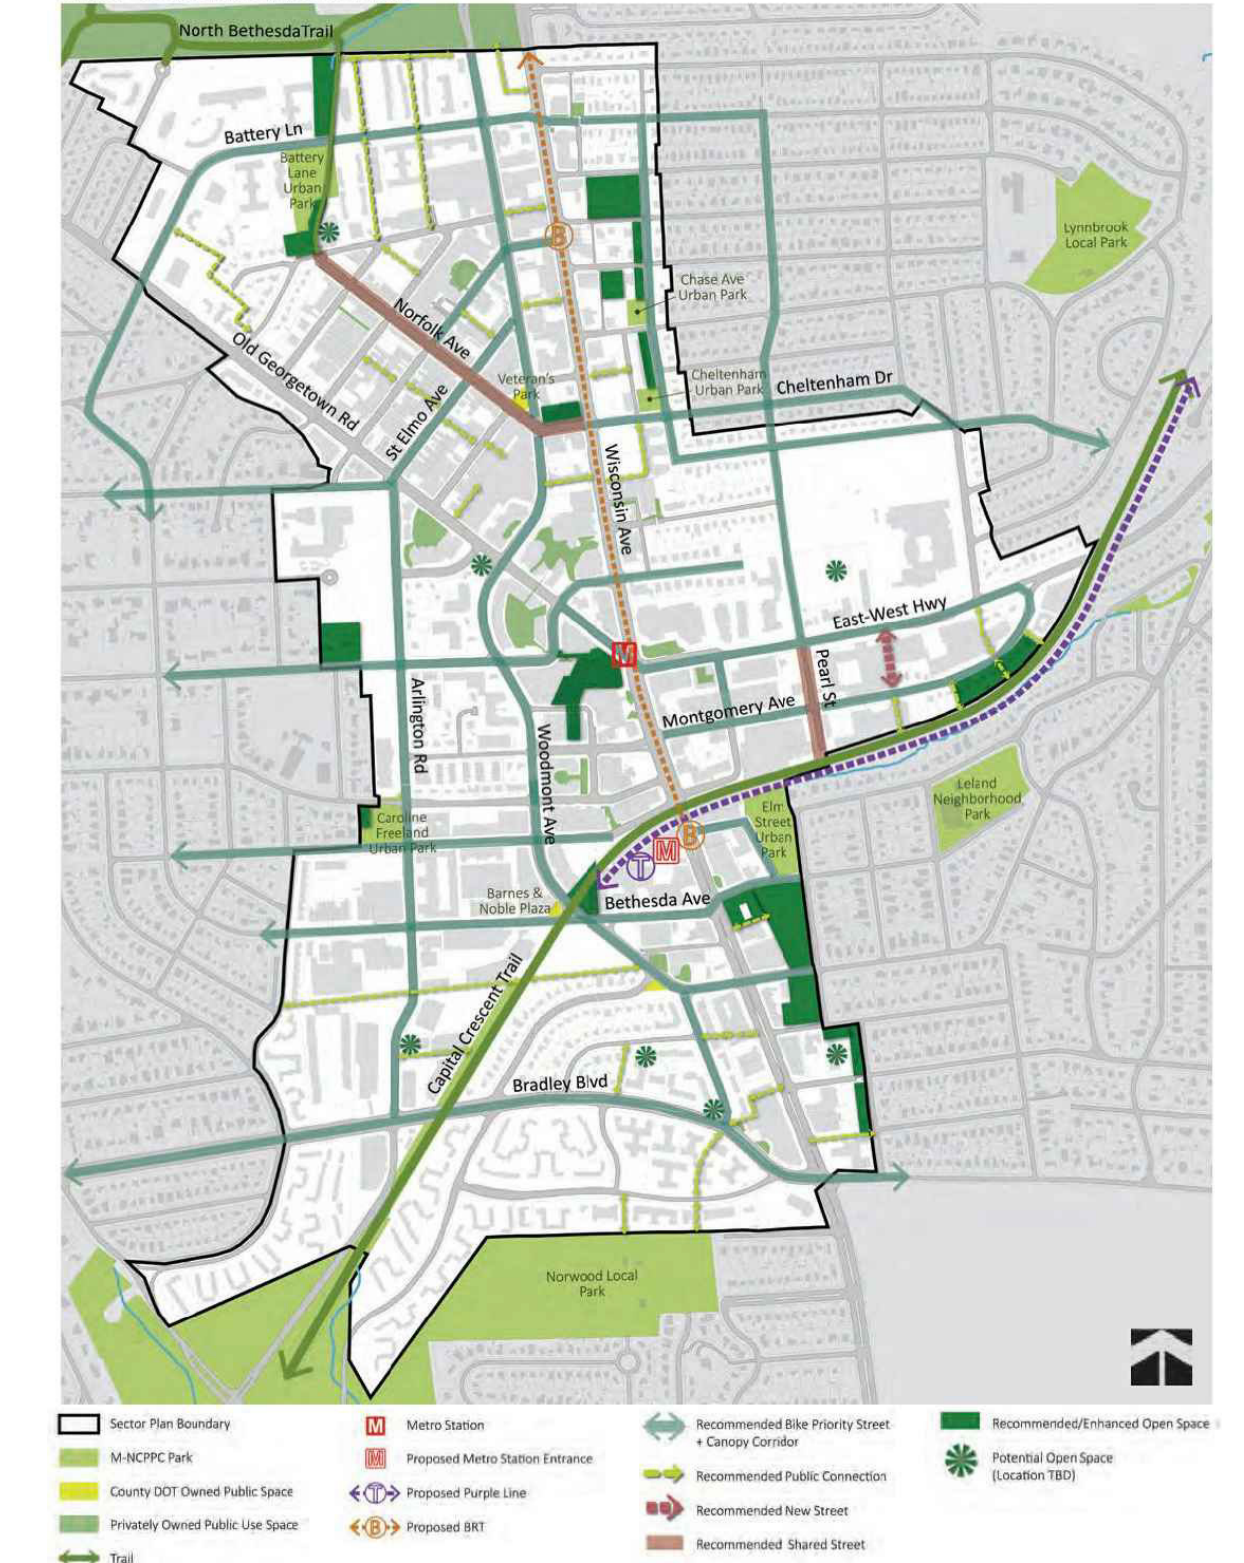 North BethesdaTrail
Battery Ln
Battery
Lane
Urban
Park
Lynnbrook
Local Park
B
Chase Ave
Urban Park
Norfolk Ave
Old Georgetown Rd
Veteran's
Park
Cheltenham
Urban Park
Cheltenham Dr
St Elmo Ave
Wisconsin Ave
East-West Hwy
M
Pearl St
Arlington Rd
Montgomery Ave
Woodmont Ave
Leland
Neighborhood
Park
Caroline
Freeland
Urban Park
Elm
Street
Urban
Park
B
M
T
Barnes &
Noble Plaza
Bethesda Ave
Capital Crescent Trail
Bradley Blvd
Norwood Local
Park
Sector Plan Boundary
M-NCPPC Park
County DOT Owned Public Space
Privately Owned Public Use Space
Trail
M Metro Station
M Proposed Metro Station Entrance
T Proposed Purple Line
B Proposed BRT
Recommended Bike Priority Street
+ Canopy Corridor
Recommended Public Connection
Recommended New Street
Recommended Shared Street
Recommended/Enhanced Open Space
Potential Open Space
(Location TBD)